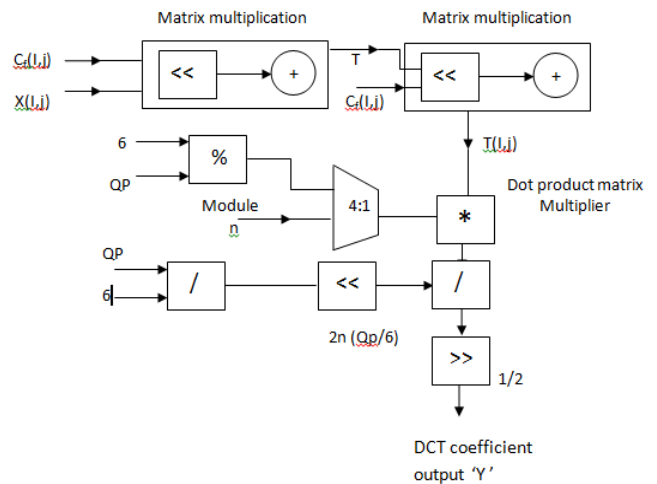 Matrix multiplication
Matrix multiplication
Cf(I,j)
<<
+
T
<<
+
X(I,j)
Cf(I,j)
6
%
T(I,j)
QP
Dot product matrix
Multiplier
Module
n
4:1
*
QP
6
/
<<
/
2n (Qp/6)
>>
1/2
DCT coefficient
output ‘Y’